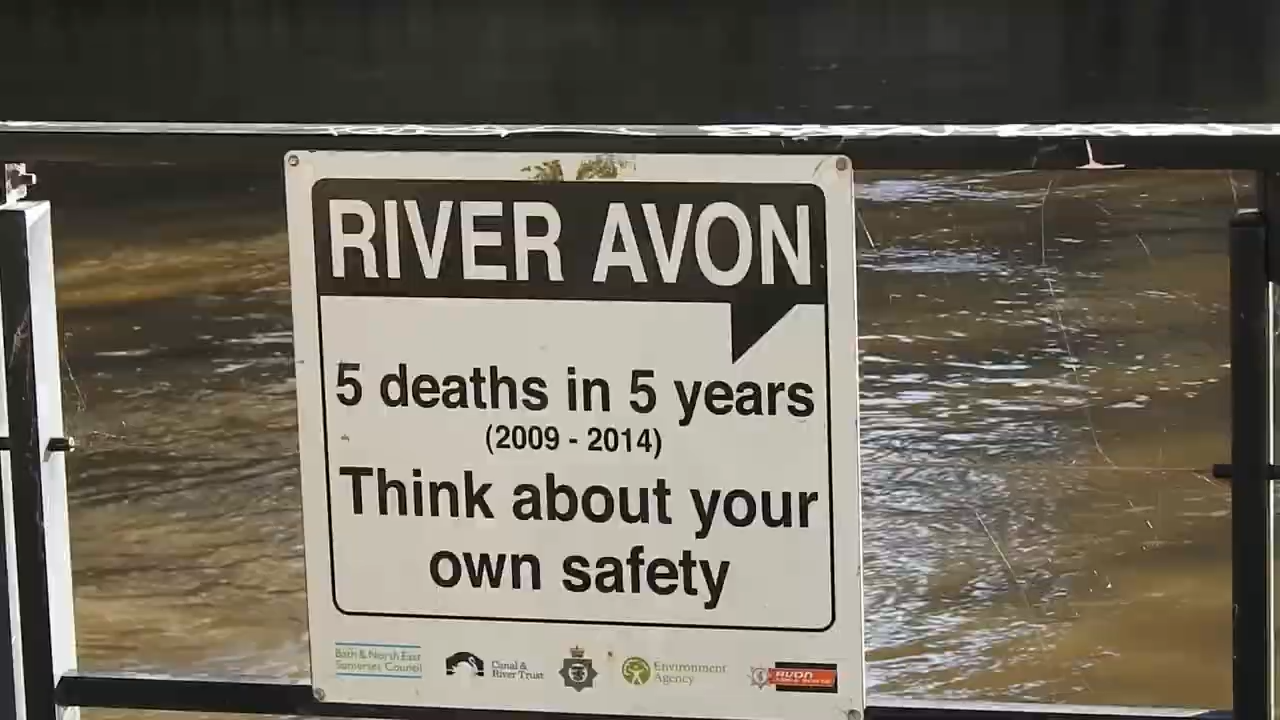 RIVER AVON
5 deaths in 5 years
(2009 - 2014)
Think about your
own safety
Bath & North East
Somerset Council
Canal &
River Trust
Environment
Agency
AVON